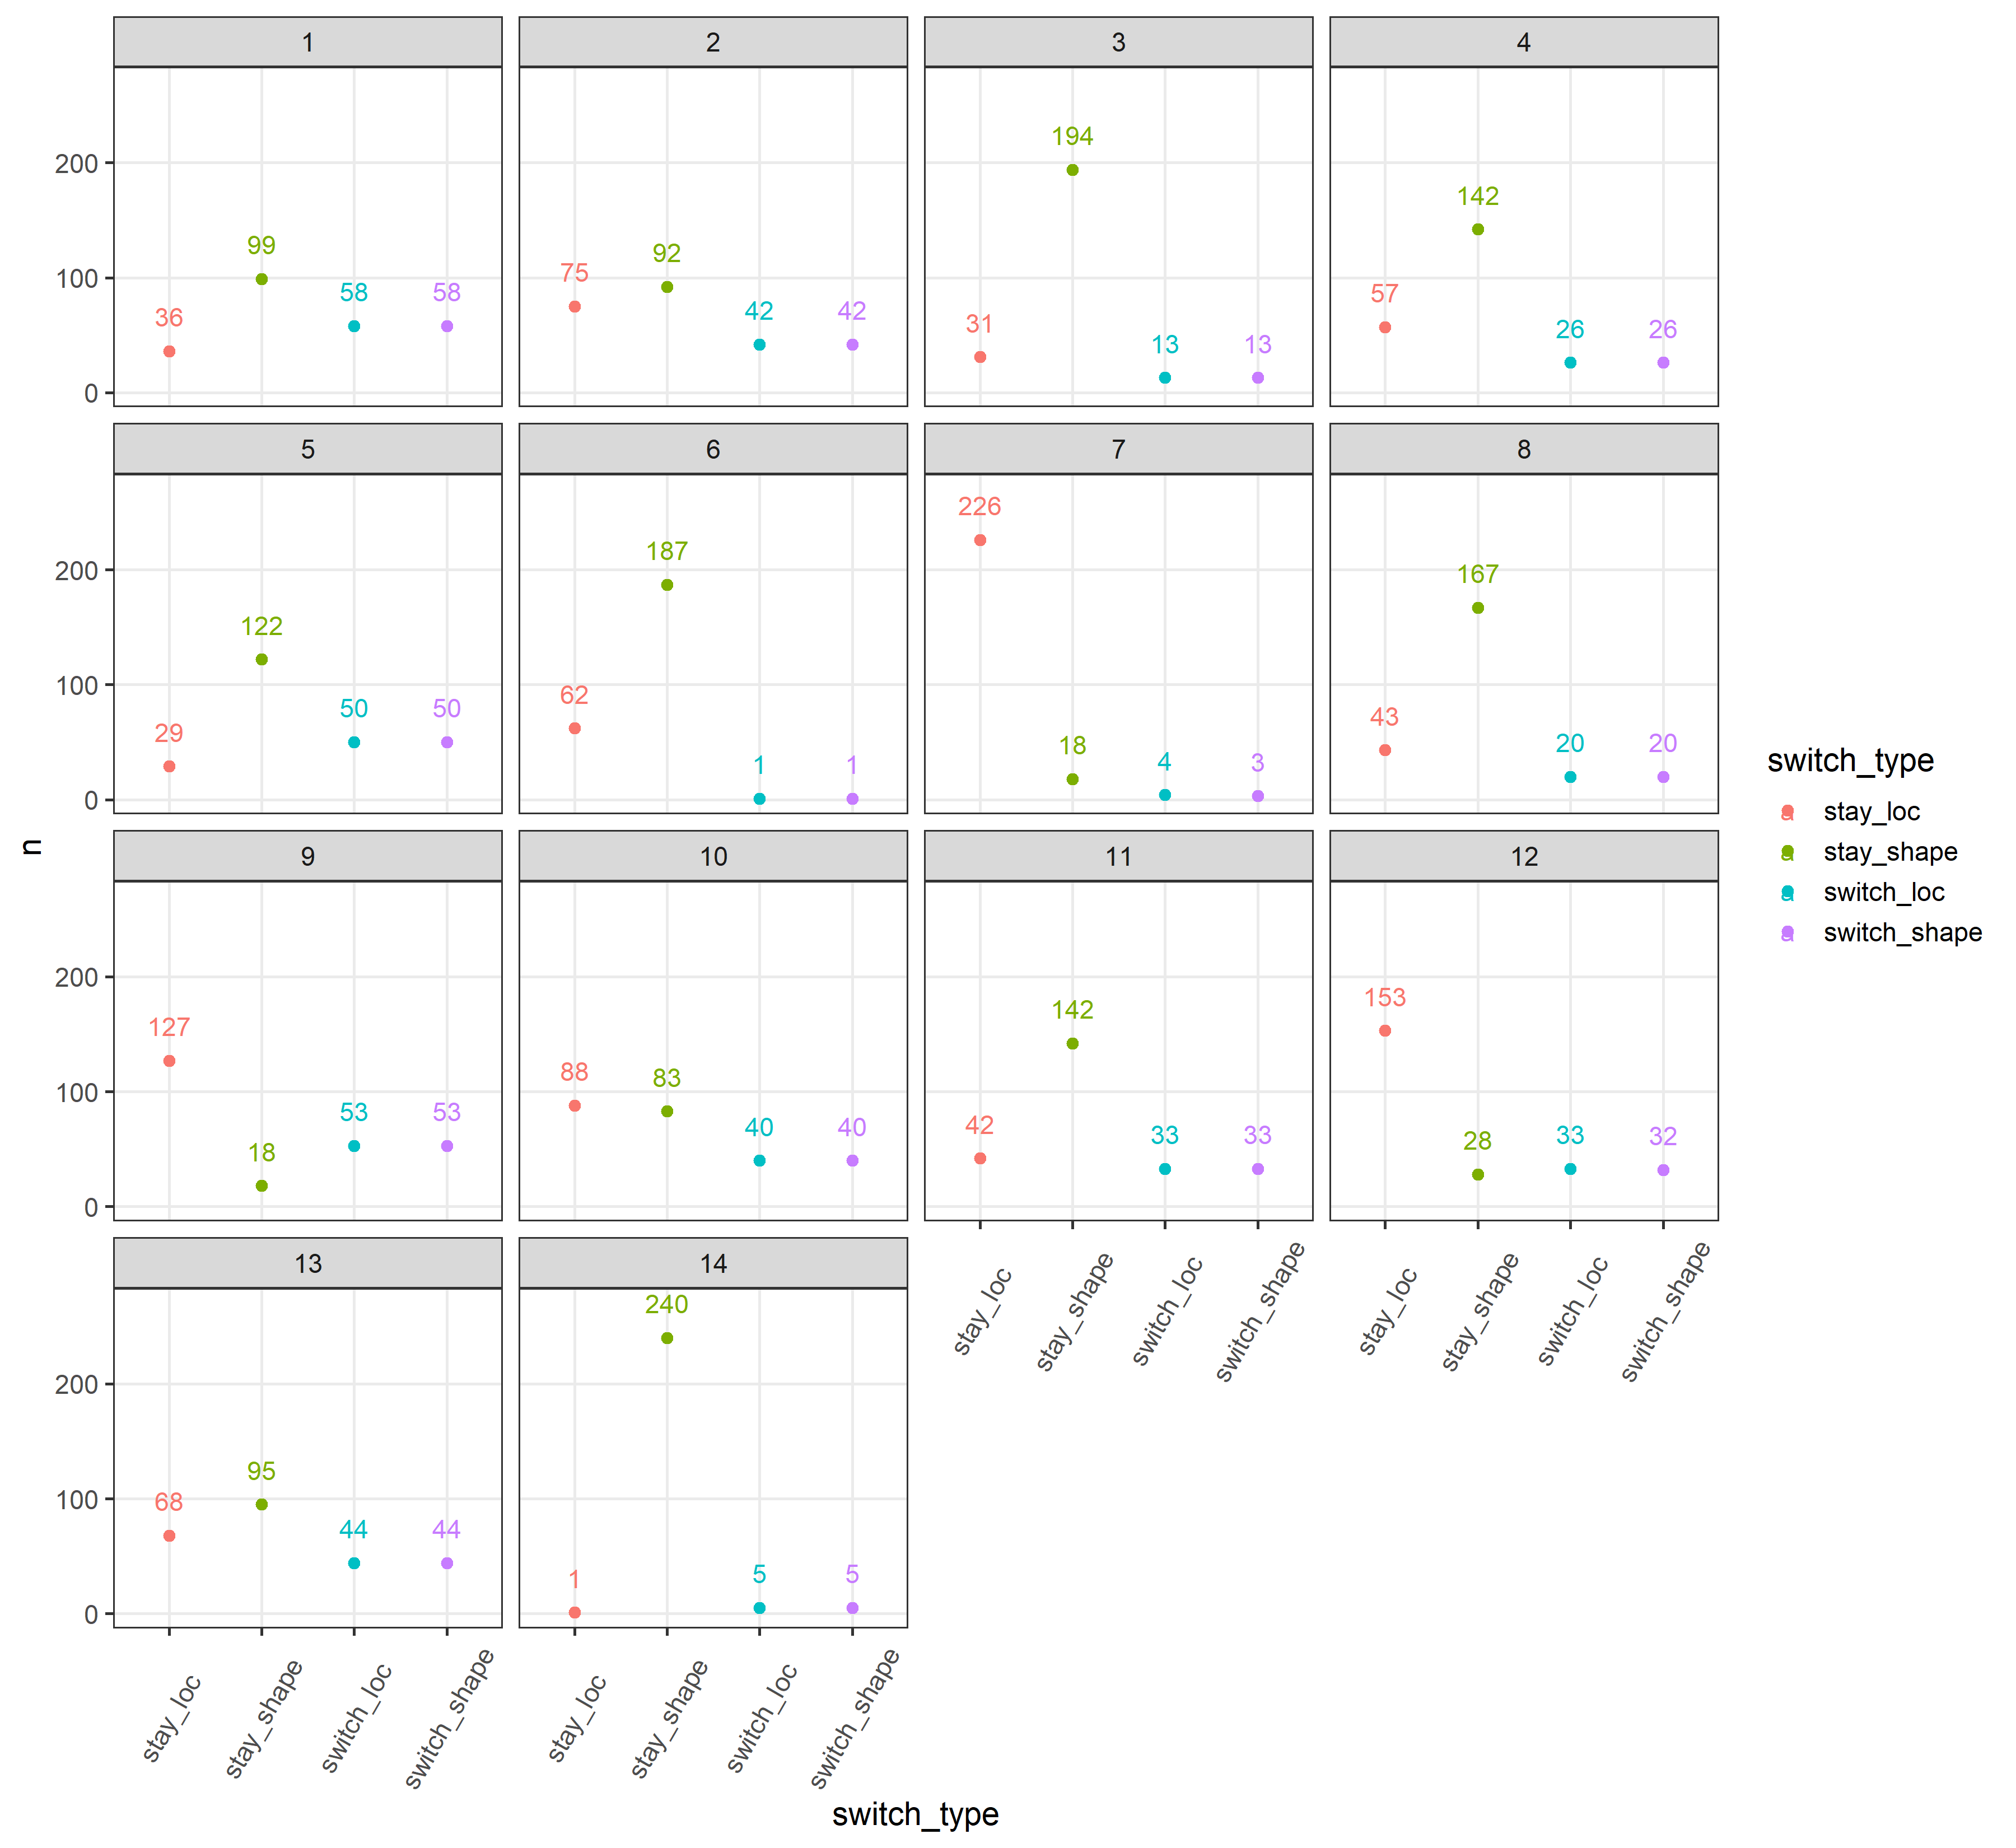 1 2 3 4
200
100
0
36 99 58 58
75 92 42 42
31 194 13 13
57 142 26 26
5 6 7 8
200
100
0
29 122 50 50
62 187 1 1
226 18 4 3
43 167 20 20
9 10 11 12
200
100
0
127 18 53 53
88 83 40 40
42 142 33 33
153 28 33 32
stay_loc stay_shape switch_loc switch_shape
stay_loc stay_shape switch_loc switch_shape
13 14
200
100
0
68 95 44 44
1 240 5 5
stay_loc stay_shape switch_loc switch_shape
stay_loc stay_shape switch_loc switch_shape
n
switch_type
switch_type
a stay_loc
a stay_shape
a switch_loc
a switch_shape